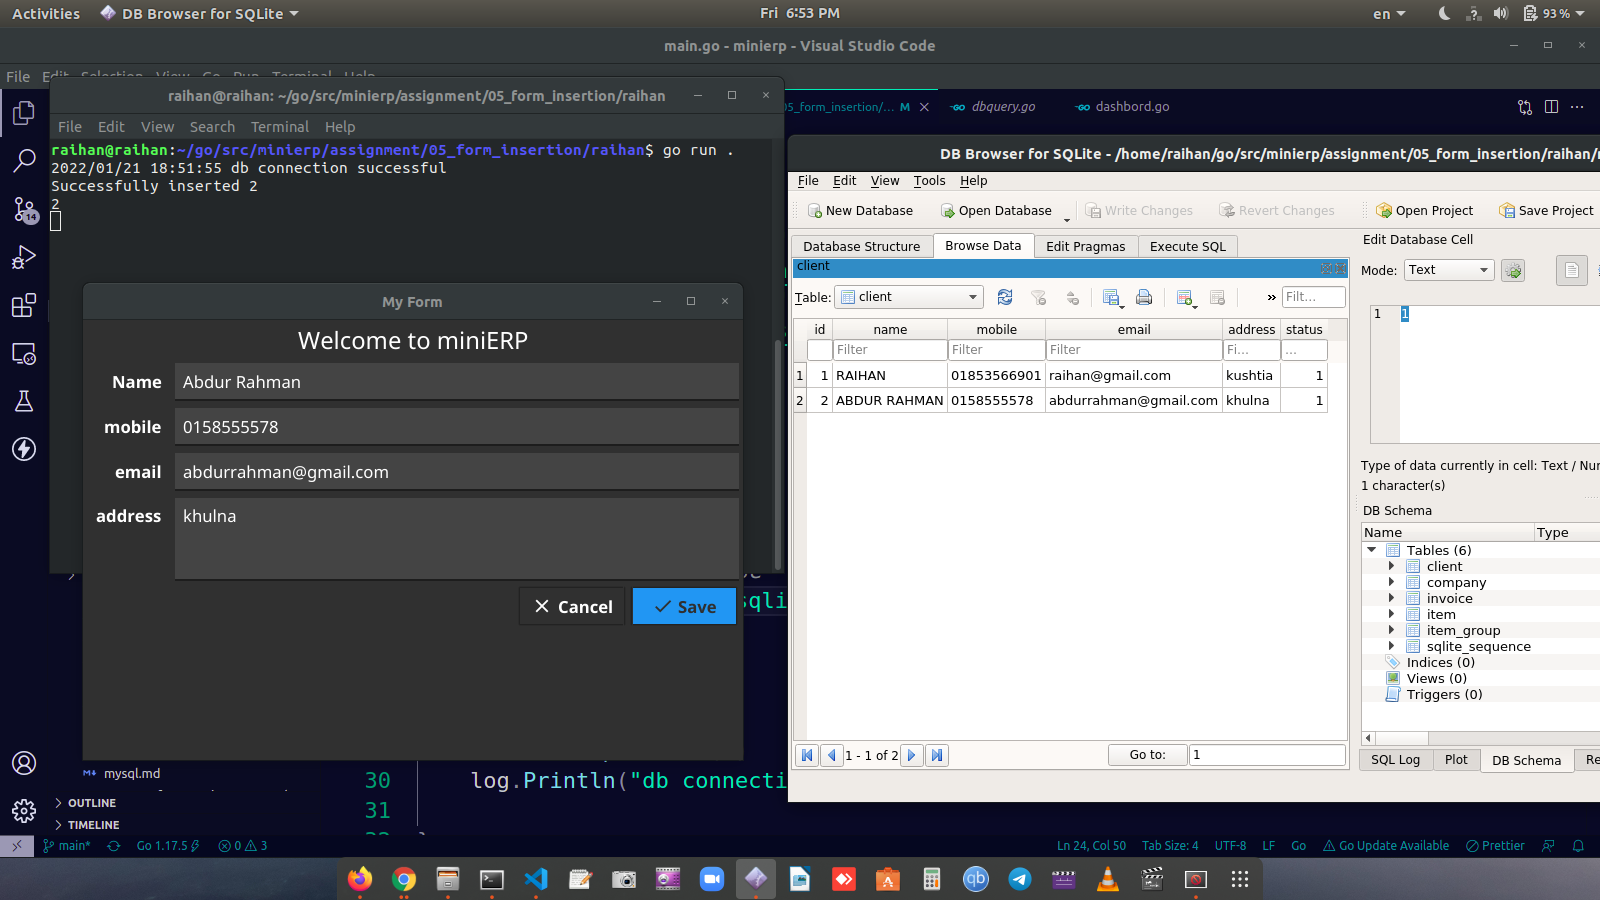 Activities
DB Browser for SQLite
Fri 6:53 PM
en
93 %
main.go - minierp - Visual Studio Code
File Edit Selection View Go Run Terminal Help
raihan@raihan: ~/go/src/minierp/assignment/05_form_insertion/raihan
File Edit View Search Terminal Help
raihan@raihan:~/go/src/minierp/assignment/05_form_insertion/raihan$ go run .
2022/01/21 18:51:55 db connection successful
Successfully inserted 2
2
05_form_insertion/... M
dbquery.go
dashbord.go
14
My Form
Welcome to miniERP
Name Abdur Rahman
mobile 0158555578
email abdurrahman@gmail.com
address khulna
Cancel Save
DB Browser for SQLite - /home/raihan/go/src/minierp/assignment/05_form_insertion/raihan/
File Edit View Tools Help
New Database Open Database Write Changes Revert Changes Open Project Save Project
Database Structure Browse Data Edit Pragmas Execute SQL
client
Table: client » Filt...
id name mobile email address status
Filter Filter Filter Fi... ...
1 1 RAIHAN 01853566901 raihan@gmail.com kushtia 1
2 2 ABDUR RAHMAN 0158555578 abdurrahman@gmail.com khulna 1
1 - 1 of 2 Go to: 1
Edit Database Cell
Mode: Text
1 1
Type of data currently in cell: Text / Nu
1 character(s)
DB Schema
Name Type
Tables (6)
client
company
invoice
item
item_group
sqlite_sequence
Indices (0)
Views (0)
Triggers (0)
SQL Log Plot DB Schema Re
sqli
mysql.md
OUTLINE
TIMELINE
30 log.Println("db connecti
31
32
main* Go 1.17.5 0 3
Ln 24, Col 50 Tab Size: 4 UTF-8 LF Go Go Update Available Prettier
qb